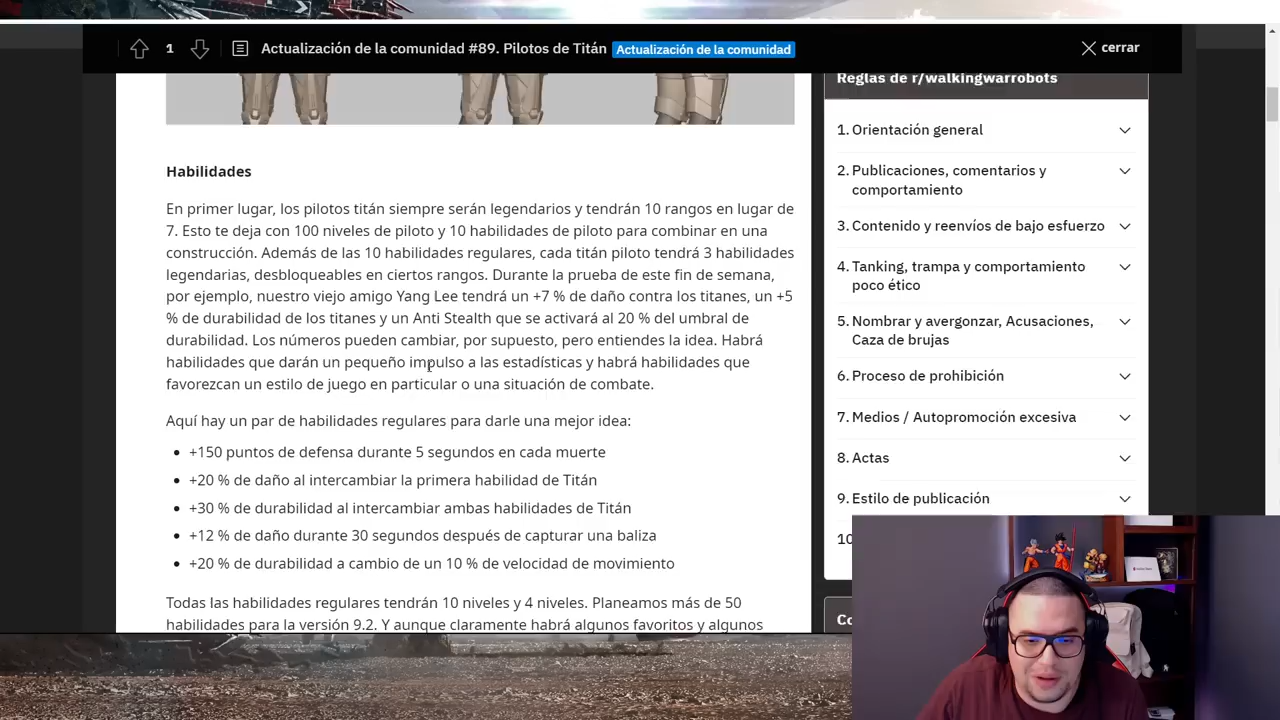 1 Actualización de la comunidad #89. Pilotos de Titán Actualización de la comunidad cerrar
Habilidades
En primer lugar, los pilotos titán siempre serán legendarios y tendrán 10 rangos en lugar de
7. Esto te deja con 100 niveles de piloto y 10 habilidades de piloto para combinar en una
construcción. Además de las 10 habilidades regulares, cada titán piloto tendrá 3 habilidades
legendarias, desbloqueables en ciertos rangos. Durante la prueba de este fin de semana,
por ejemplo, nuestro viejo amigo Yang Lee tendrá un +7 % de daño contra los titanes, un +5
% de durabilidad de los titanes y un Anti Stealth que se activará al 20 % del umbral de
durabilidad. Los números pueden cambiar, por supuesto, pero entiendes la idea. Habrá
habilidades que darán un pequeño impulso a las estadísticas y habrá habilidades que
favorezcan un estilo de juego en particular o una situación de combate.
Aquí hay un par de habilidades regulares para darle una mejor idea:
• +150 puntos de defensa durante 5 segundos en cada muerte
• +20 % de daño al intercambiar la primera habilidad de Titán
• +30 % de durabilidad al intercambiar ambas habilidades de Titán
• +12 % de daño durante 30 segundos después de capturar una baliza
• +20 % de durabilidad a cambio de un 10 % de velocidad de movimiento
Todas las habilidades regulares tendrán 10 niveles y 4 niveles. Planeamos más de 50
habilidades para la versión 9.2. Y aunque claramente habrá algunos favoritos y algunos
Reglas de r/walkingwarrobots
1. Orientación general
2. Publicaciones, comentarios y
comportamiento
3. Contenido y reenvíos de bajo esfuerzo
4. Tanking, trampa y comportamiento
poco ético
5. Nombrar y avergonzar, Acusaciones,
Caza de brujas
6. Proceso de prohibición
7. Medios / Autopromoción excesiva
8. Actas
9. Estilo de publicación
10
Co